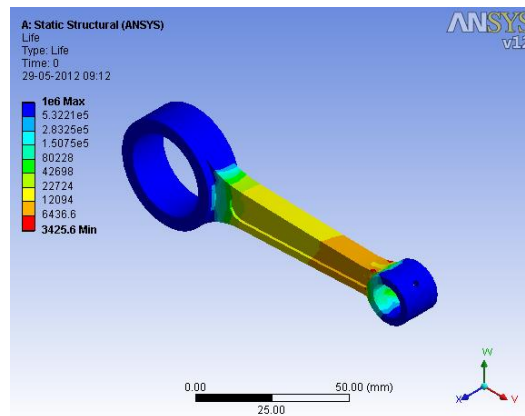 A: Static Structural (ANSYS)
Life
Type: Life
Time: 0
29-05-2012 09:12
ANSYS
1e6 Max
5.3221e5
2.8325e5
1.5075e5
80228
42698
22724
12094
6436.6
3425.6 Min
0.00
50.00 (mm)
25.00
W
X
V